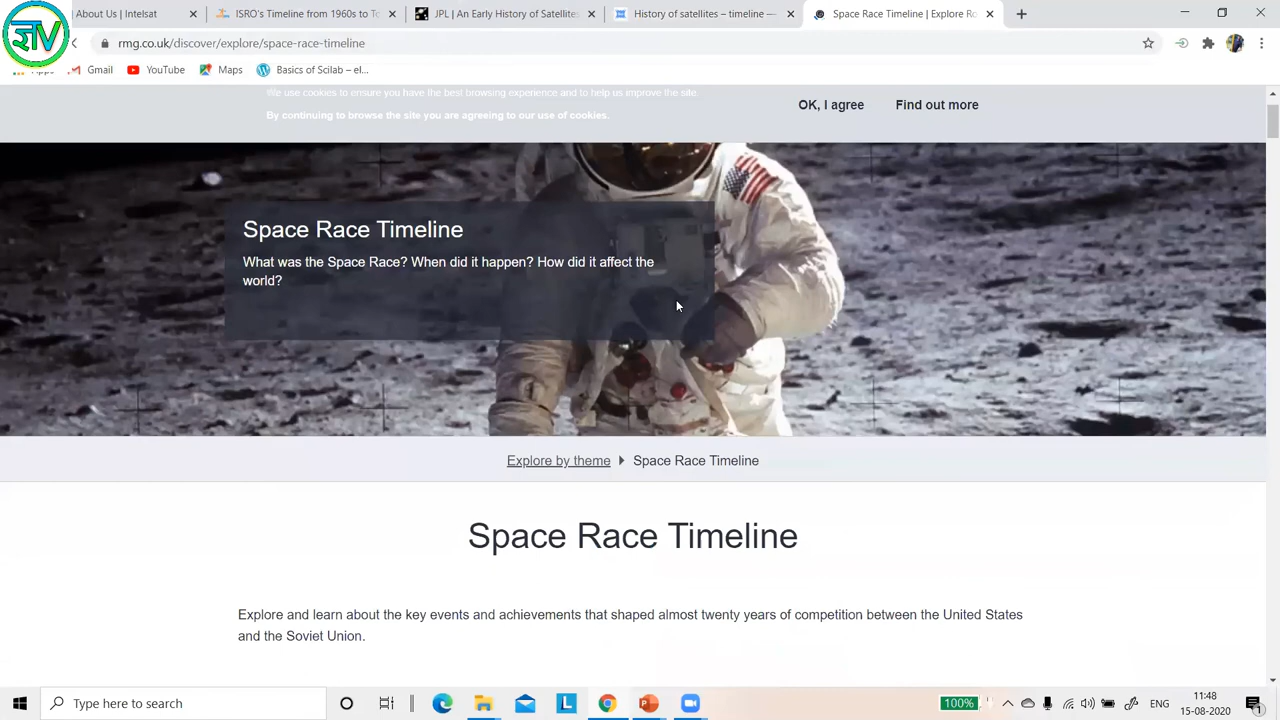 About Us | Intelsat
ISRO's Timeline from 1960s to To
History of Satellites
History of satellites
Space Race Timeline | Explore Ro
rmg.co.uk/discover/explore/space-race-timeline
Apps
Gmail
YouTube
Maps
Basics of Scilab – el...
We use cookies to ensure you have the best browsing experience and to help us improve the site.
By continuing to browse the site you are agreeing to our use of cookies.
OK, I agree
Find out more
Space Race Timeline
What was the Space Race? When did it happen? How did it affect the
world?
Explore by theme
Space Race Timeline
Space Race Timeline
Explore and learn about the key events and achievements that shaped almost twenty years of competition between the United States
and the Soviet Union.
Type here to search
L
100%
ENG
11:48
15-08-2020
1